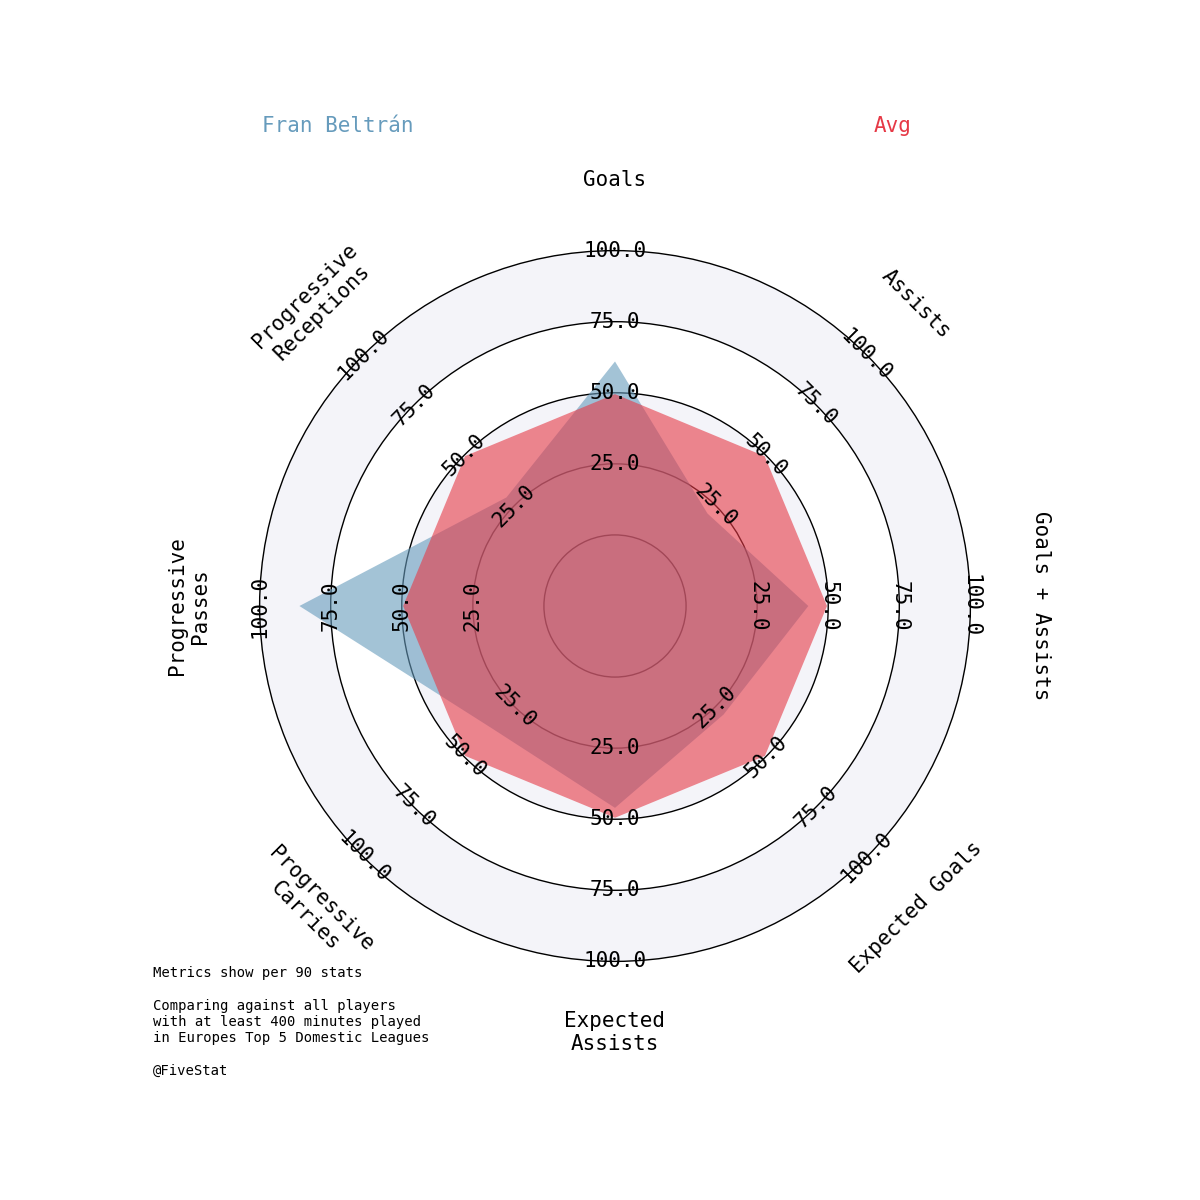 Fran Beltrán
Avg
Goals
Assists
Goals + Assists
Expected Goals
Expected
Assists
Progressive
Carries
Progressive
Passes
Progressive
Receptions
25.0
50.0
75.0
100.0
25.0
50.0
75.0
100.0
25.0
50.0
75.0
100.0
25.0
50.0
75.0
100.0
25.0
50.0
75.0
100.0
25.0
50.0
75.0
100.0
25.0
50.0
75.0
100.0
25.0
50.0
75.0
100.0
Metrics show per 90 stats
Comparing against all players
with at least 400 minutes played
in Europes Top 5 Domestic Leagues
@FiveStat